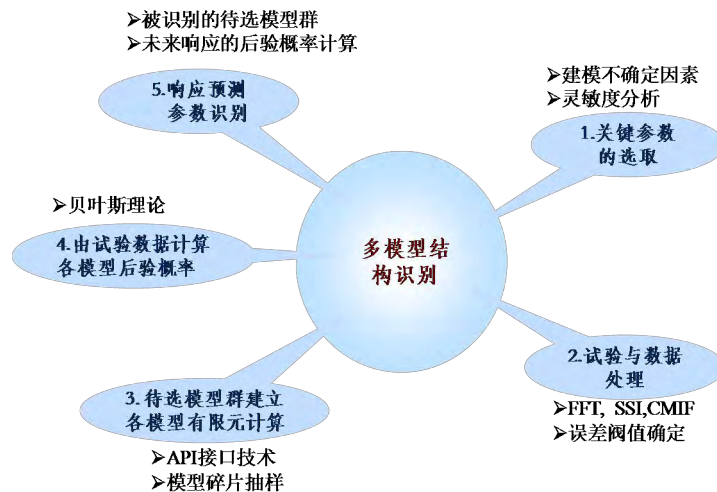 ➢被识别的待选模型群
➢未来响应的后验概率计算
5.响应预测
参数识别
➢建模不确定因素
➢灵敏度分析
1.关键参数
的选取
➢贝叶斯理论
4.由试验数据计算
各模型后验概率
多模型结
构识别
2.试验与数据
处理
➢FFT, SSI,CMIF
➢误差阀值确定
3.待选模型群建立
各模型有限元计算
➢API接口技术
➢模型碎片抽样